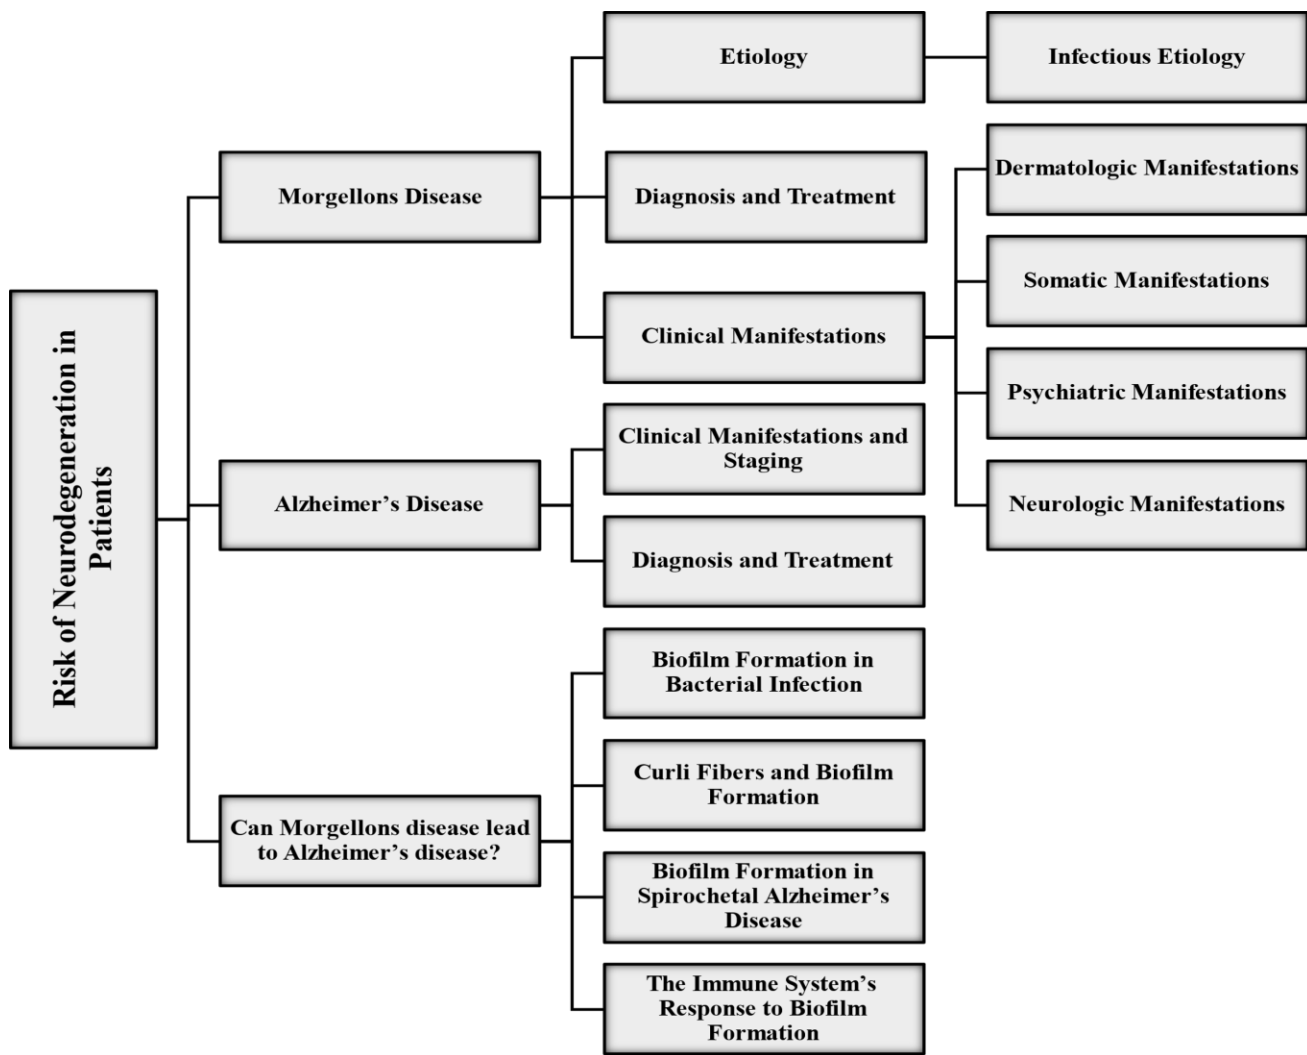 Risk of Neurodegeneration in
Patients
Morgellons Disease
Etiology
Infectious Etiology
Diagnosis and Treatment
Clinical Manifestations
Dermatologic Manifestations
Somatic Manifestations
Psychiatric Manifestations
Neurologic Manifestations
Alzheimer’s Disease
Clinical Manifestations and
Staging
Diagnosis and Treatment
Can Morgellons disease lead
to Alzheimer’s disease?
Biofilm Formation in
Bacterial Infection
Curli Fibers and Biofilm
Formation
Biofilm Formation in
Spirochetal Alzheimer’s
Disease
The Immune System’s
Response to Biofilm
Formation